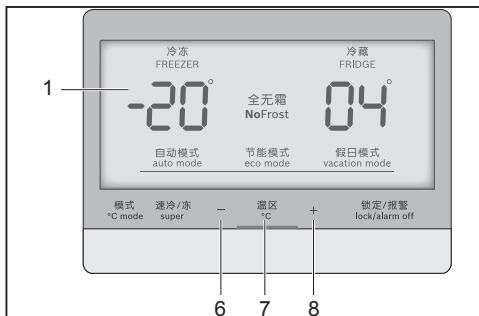 冷冻
FREEZER
冷藏
FRIDGE
1
-20°
全无霜
NoFrost
04°
自动模式
auto mode
节能模式
eco mode
假日模式
vacation mode
模式
°C mode
速冷/冻
super
−
温区
°C
+
锁定/报警
lock/alarm off
6
7
8